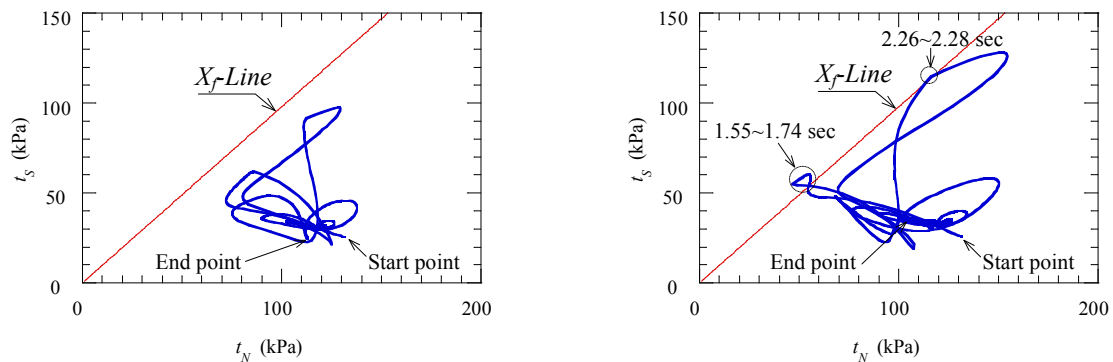 150
100
50
0
t_S (kPa)
X_f-Line
End point
Start point
0
100
200
t_N (kPa)
150
100
50
0
t_S (kPa)
2.26~2.28 sec
X_f-Line
1.55~1.74 sec
End point
Start point
0
100
200
t_N (kPa)